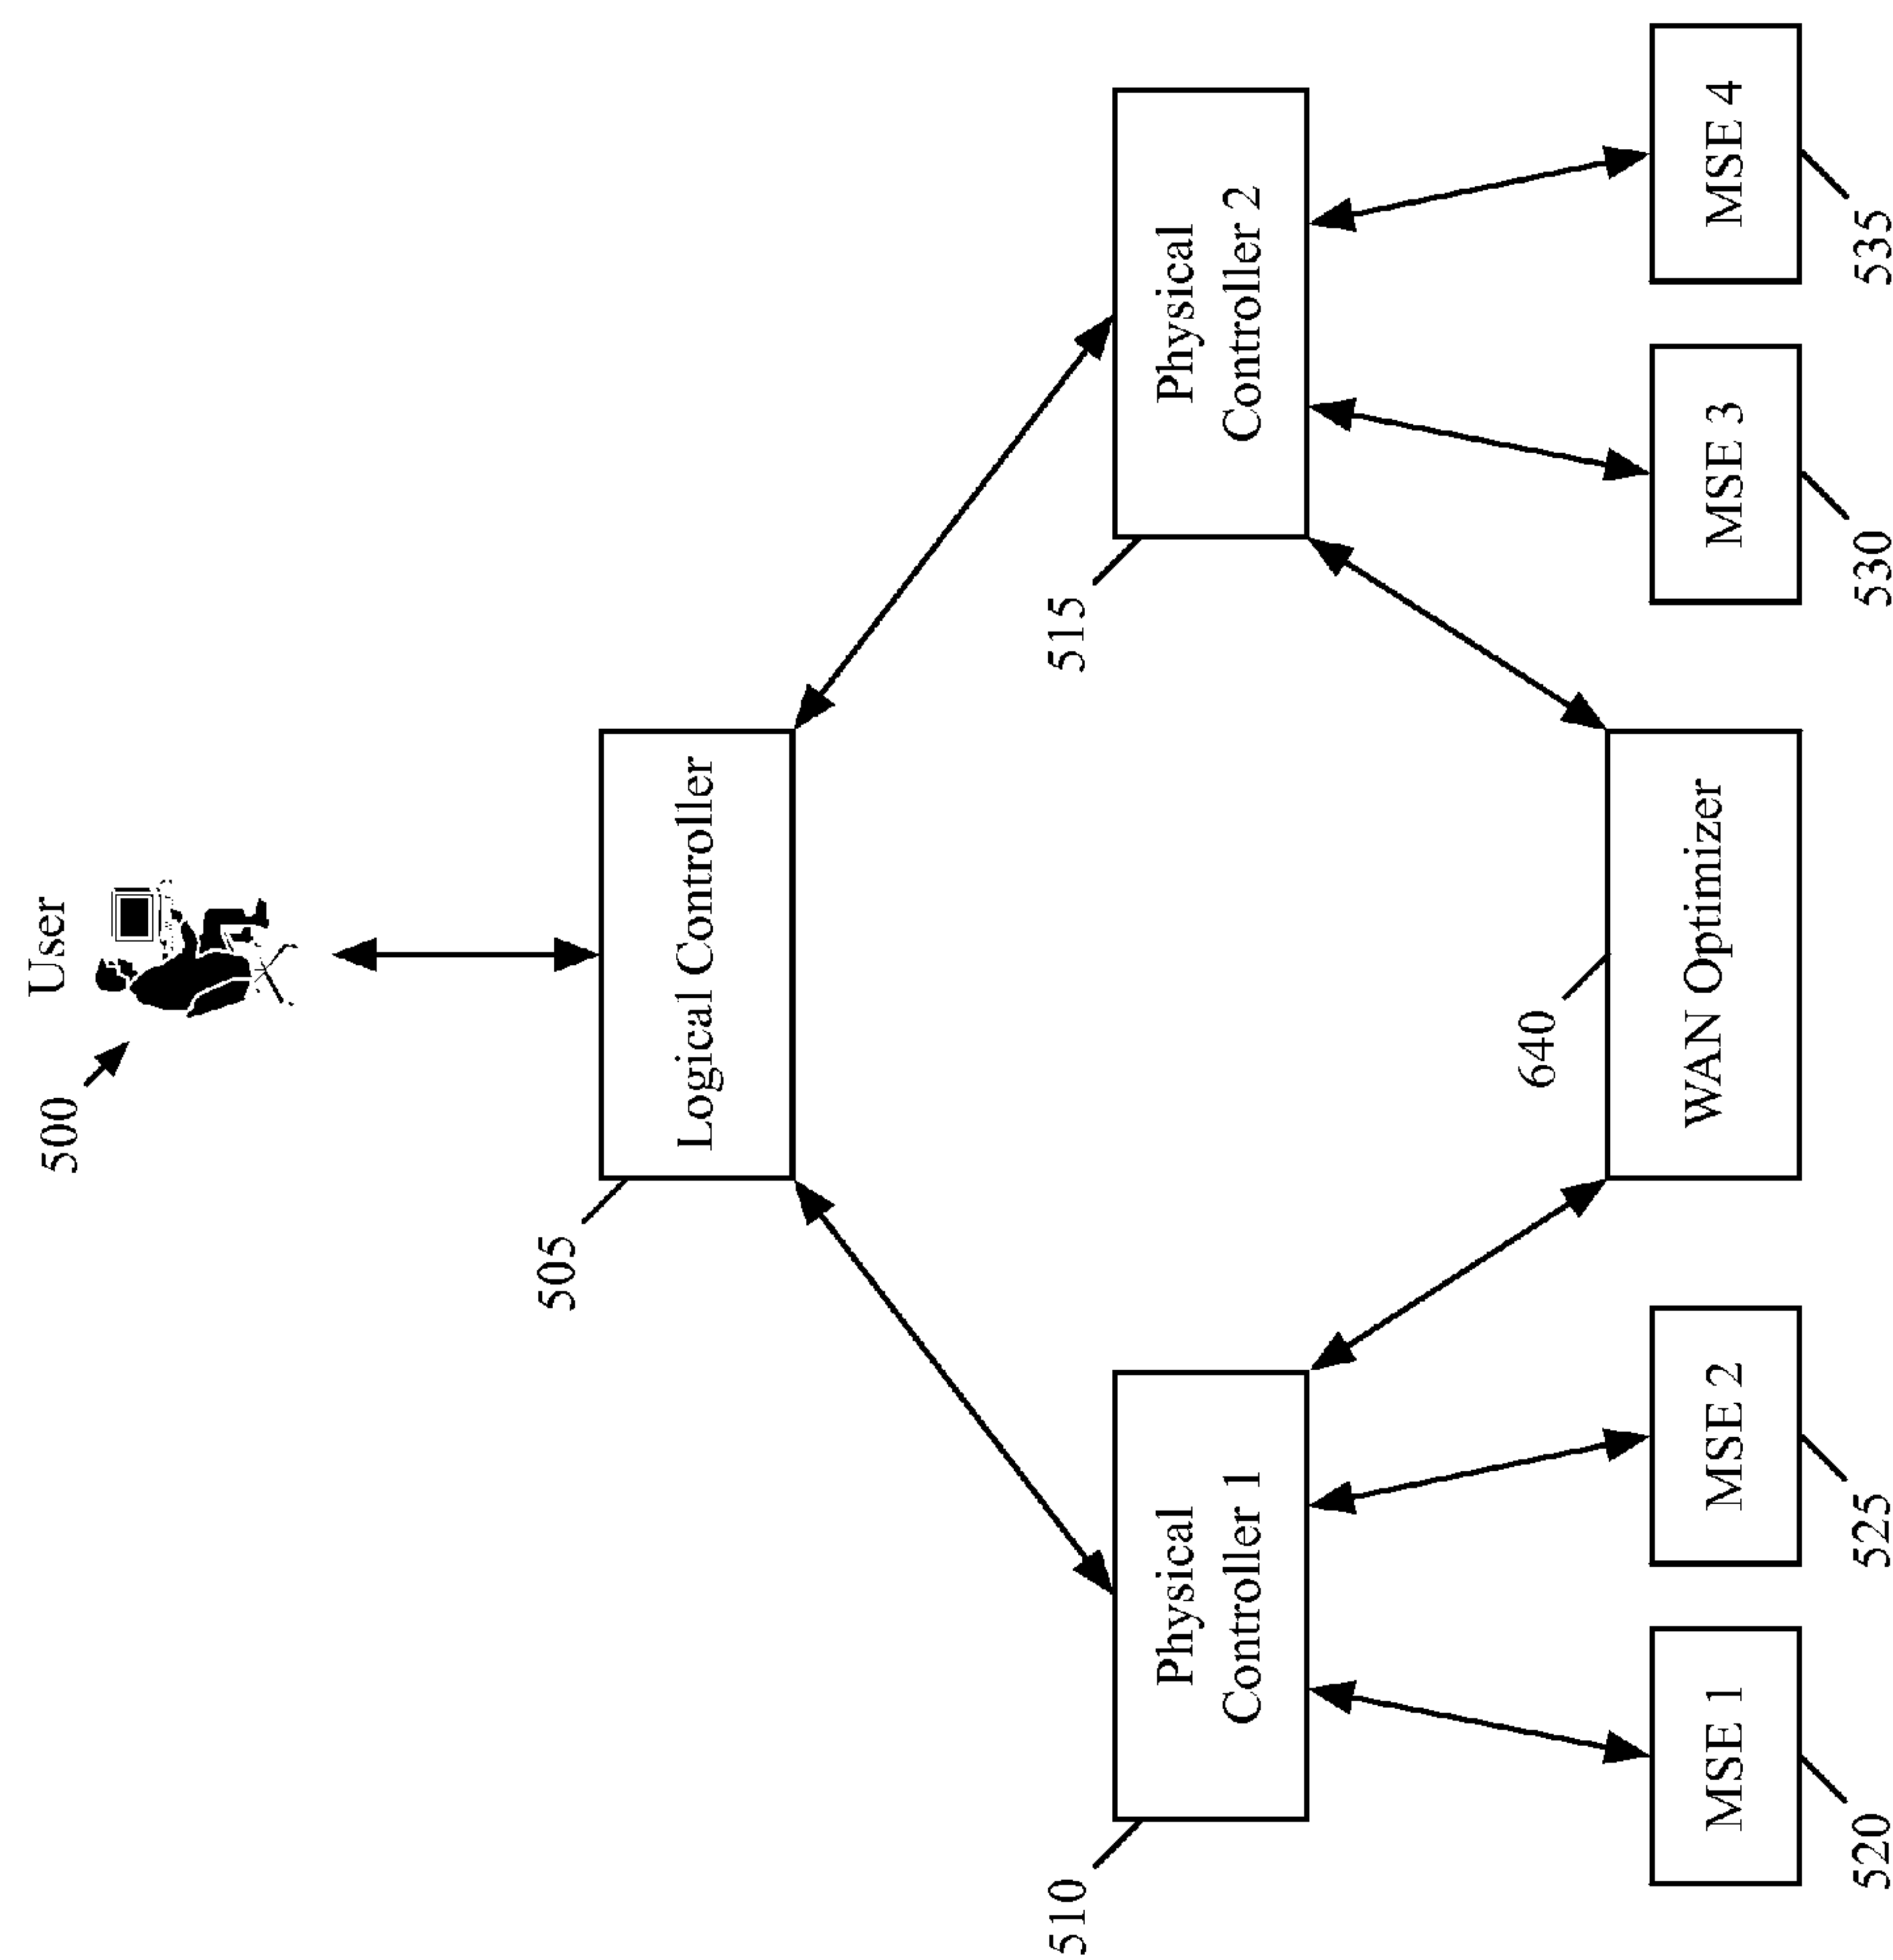 User
500
505
Logical Controller
510
Physical
Controller 1
515
Physical
Controller 2
640
WAN Optimizer
MSE 1
MSE 2
MSE 3
MSE 4
520
525
530
535